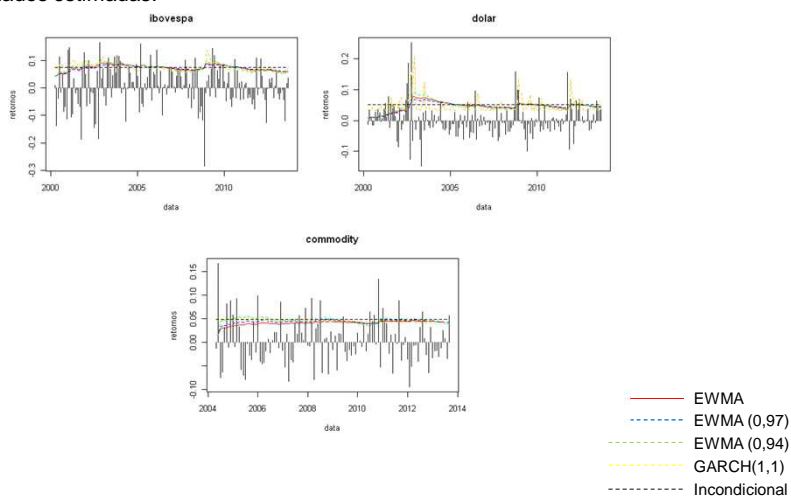 ibovespa
retornos
0.1
0.0
-0.1
-0.2
-0.3
2000
2005
2010
data
dolar
retornos
0.2
0.1
0.0
-0.1
2000
2005
2010
data
commodity
retornos
0.15
0.10
0.05
0.00
-0.10
2004
2006
2008
2010
2012
2014
data
EWMA
EWMA (0,97)
EWMA (0,94)
GARCH(1,1)
Incondicional